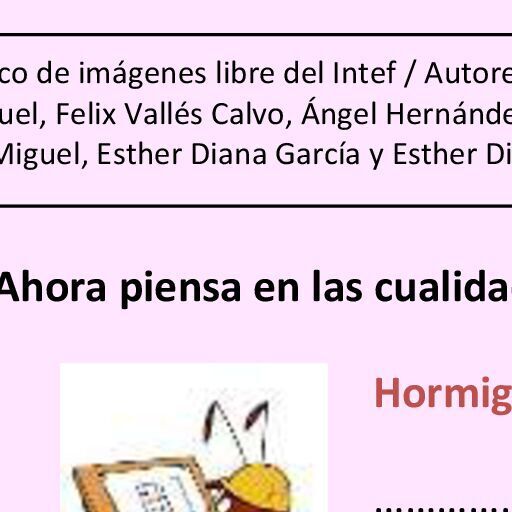 co de imágenes libre del Intef / Autore
uel, Felix Vallés Calvo, Ángel Hernánde
Miguel, Esther Diana García y Esther Di
Ahora piensa en las cualida
Hormig
..............